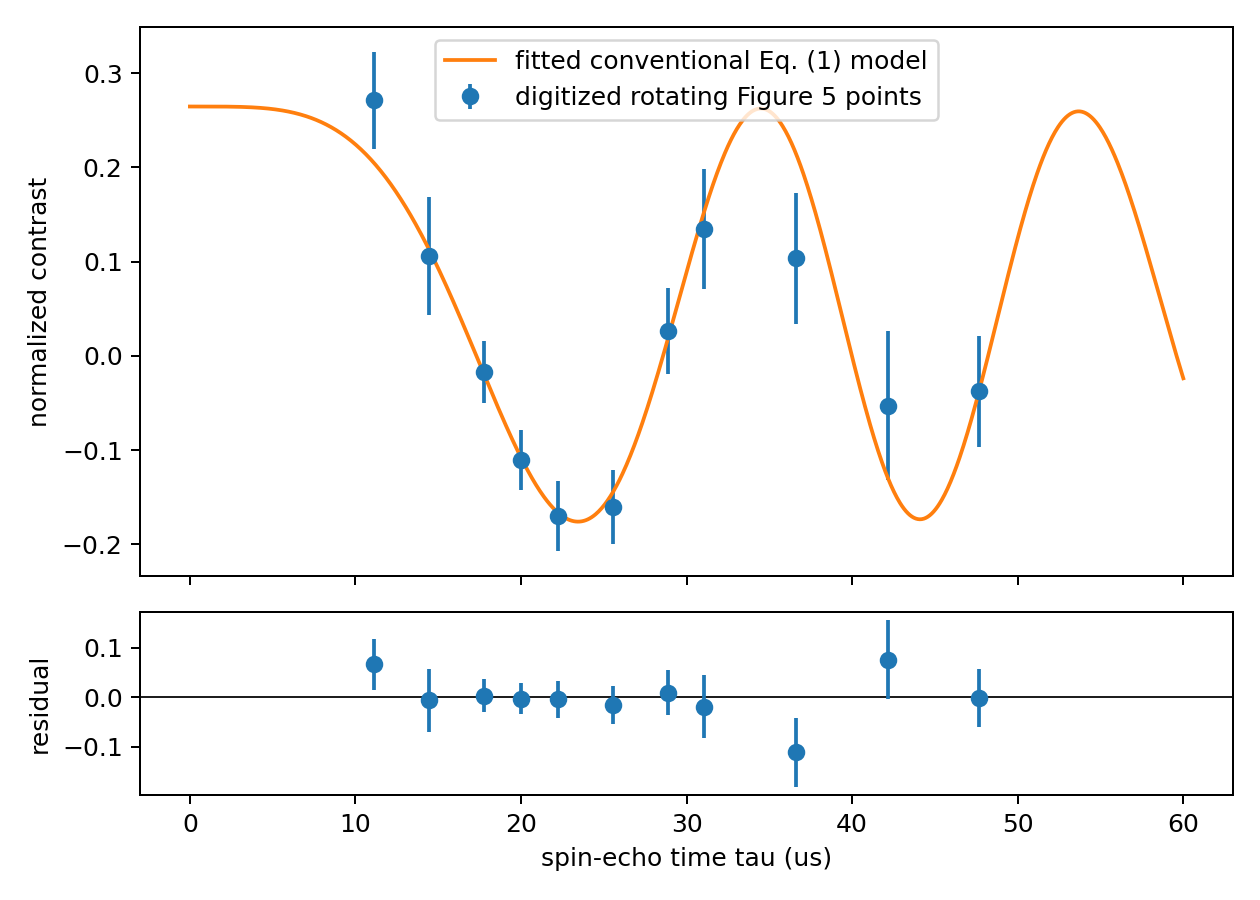 fitted conventional Eq. (1) model
digitized rotating Figure 5 points
normalized contrast
0.3
0.2
0.1
0.0
−0.1
−0.2
residual
0.1
0.0
−0.1
0 10 20 30 40 50 60
spin-echo time tau (us)